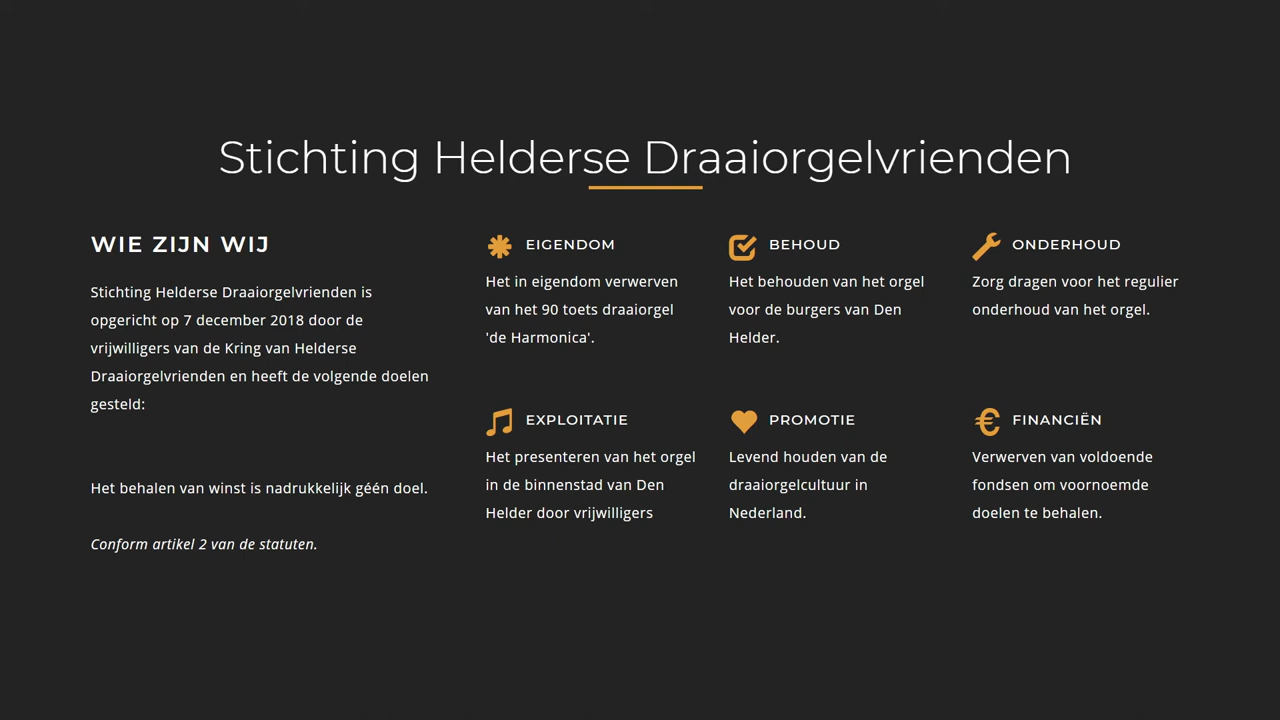 Stichting Helderse Draaiorgelvrienden
WIE ZIJN WIJ
Stichting Helderse Draaiorgelvrienden is
opgericht op 7 december 2018 door de
vrijwilligers van de Kring van Helderse
Draaiorgelvrienden en heeft de volgende doelen
gesteld:
Het behalen van winst is nadrukkelijk géén doel.
Conform artikel 2 van de statuten.
EIGENDOM
Het in eigendom verwerven
van het 90 toets draaiorgel
'de Harmonica'.
BEHOUD
Het behouden van het orgel
voor de burgers van Den
Helder.
ONDERHOUD
Zorg dragen voor het regulier
onderhoud van het orgel.
EXPLOITATIE
Het presenteren van het orgel
in de binnenstad van Den
Helder door vrijwilligers
PROMOTIE
Levend houden van de
draaiorgelcultuur in
Nederland.
FINANCIËN
Verwerven van voldoende
fondsen om voornoemde
doelen te behalen.